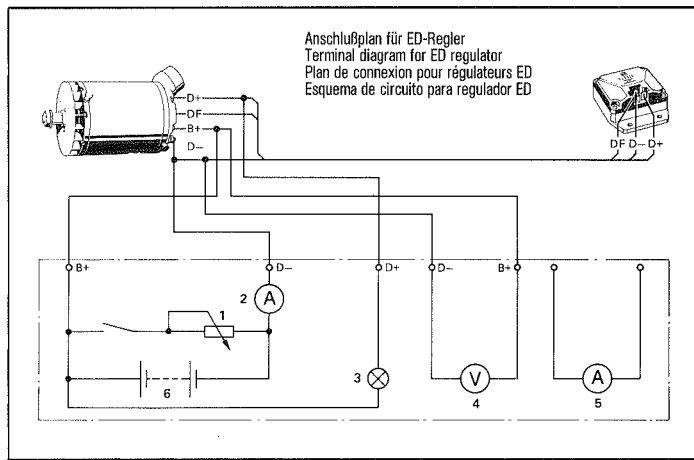 Anschlußplan für ED-Regler
Terminal diagram for ED regulator
Plan de connexion pour régulateurs ED
Esquema de circuito para regulador ED
D+
DF
B+
D–
DF D– D+
B+
D–
D+
D–
B+
2
A
1
6
3
V
4
A
5